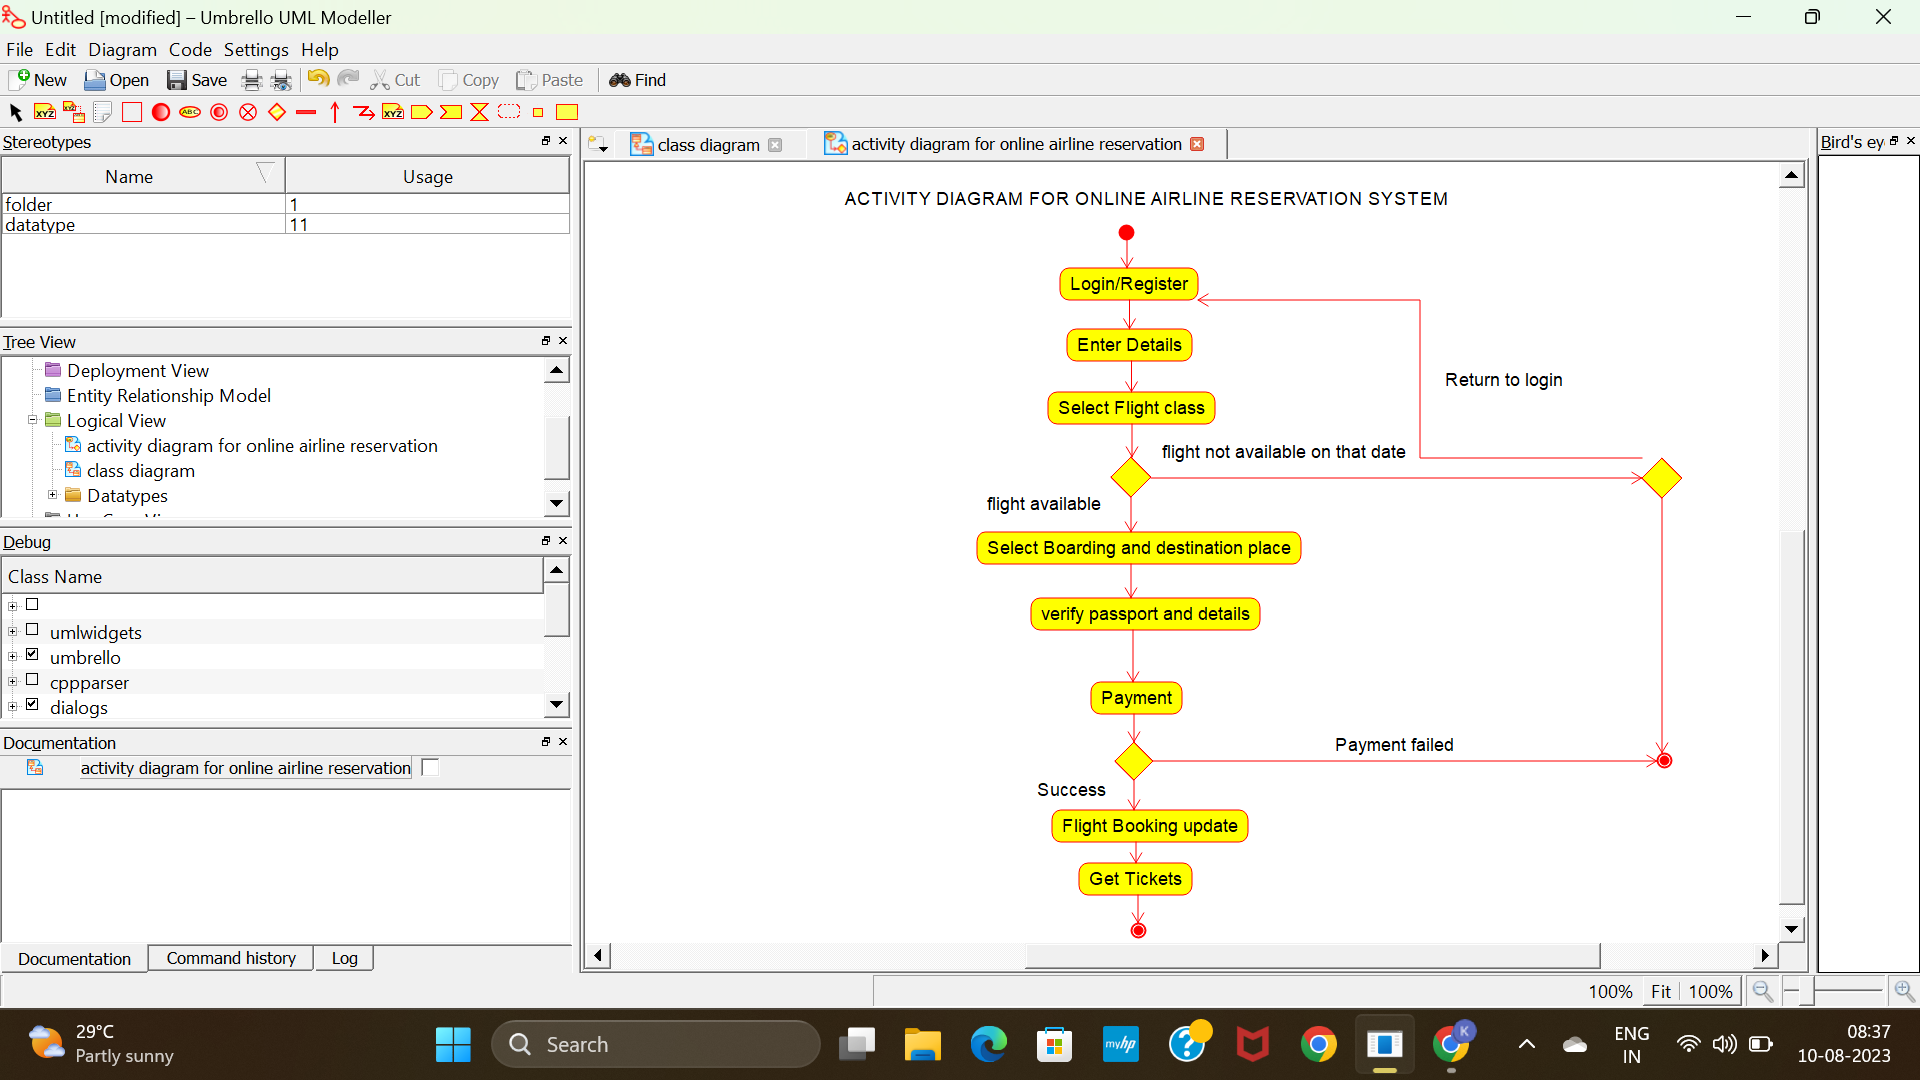 Untitled [modified] – Umbrello UML Modeller
File Edit Diagram Code Settings Help
New Open Save Cut Copy Paste Find
XYZ XYZ ABC XYZ
Stereotypes
Name Usage
folder 1
datatype 11
Tree View
Deployment View
Entity Relationship Model
Logical View
activity diagram for online airline reservation
class diagram
Datatypes
Debug
Class Name
umlwidgets
umbrello
cppparser
dialogs
Documentation
activity diagram for online airline reservation
Documentation Command history Log
class diagram activity diagram for online airline reservation
ACTIVITY DIAGRAM FOR ONLINE AIRLINE RESERVATION SYSTEM
Login/Register
Enter Details
Return to login
Select Flight class
flight not available on that date
flight available
Select Boarding and destination place
verify passport and details
Payment
Payment failed
Success
Flight Booking update
Get Tickets
Bird's ey
100% Fit 100%
29°C
Partly sunny
Search
myhp
K
ENG
IN
08:37
10-08-2023